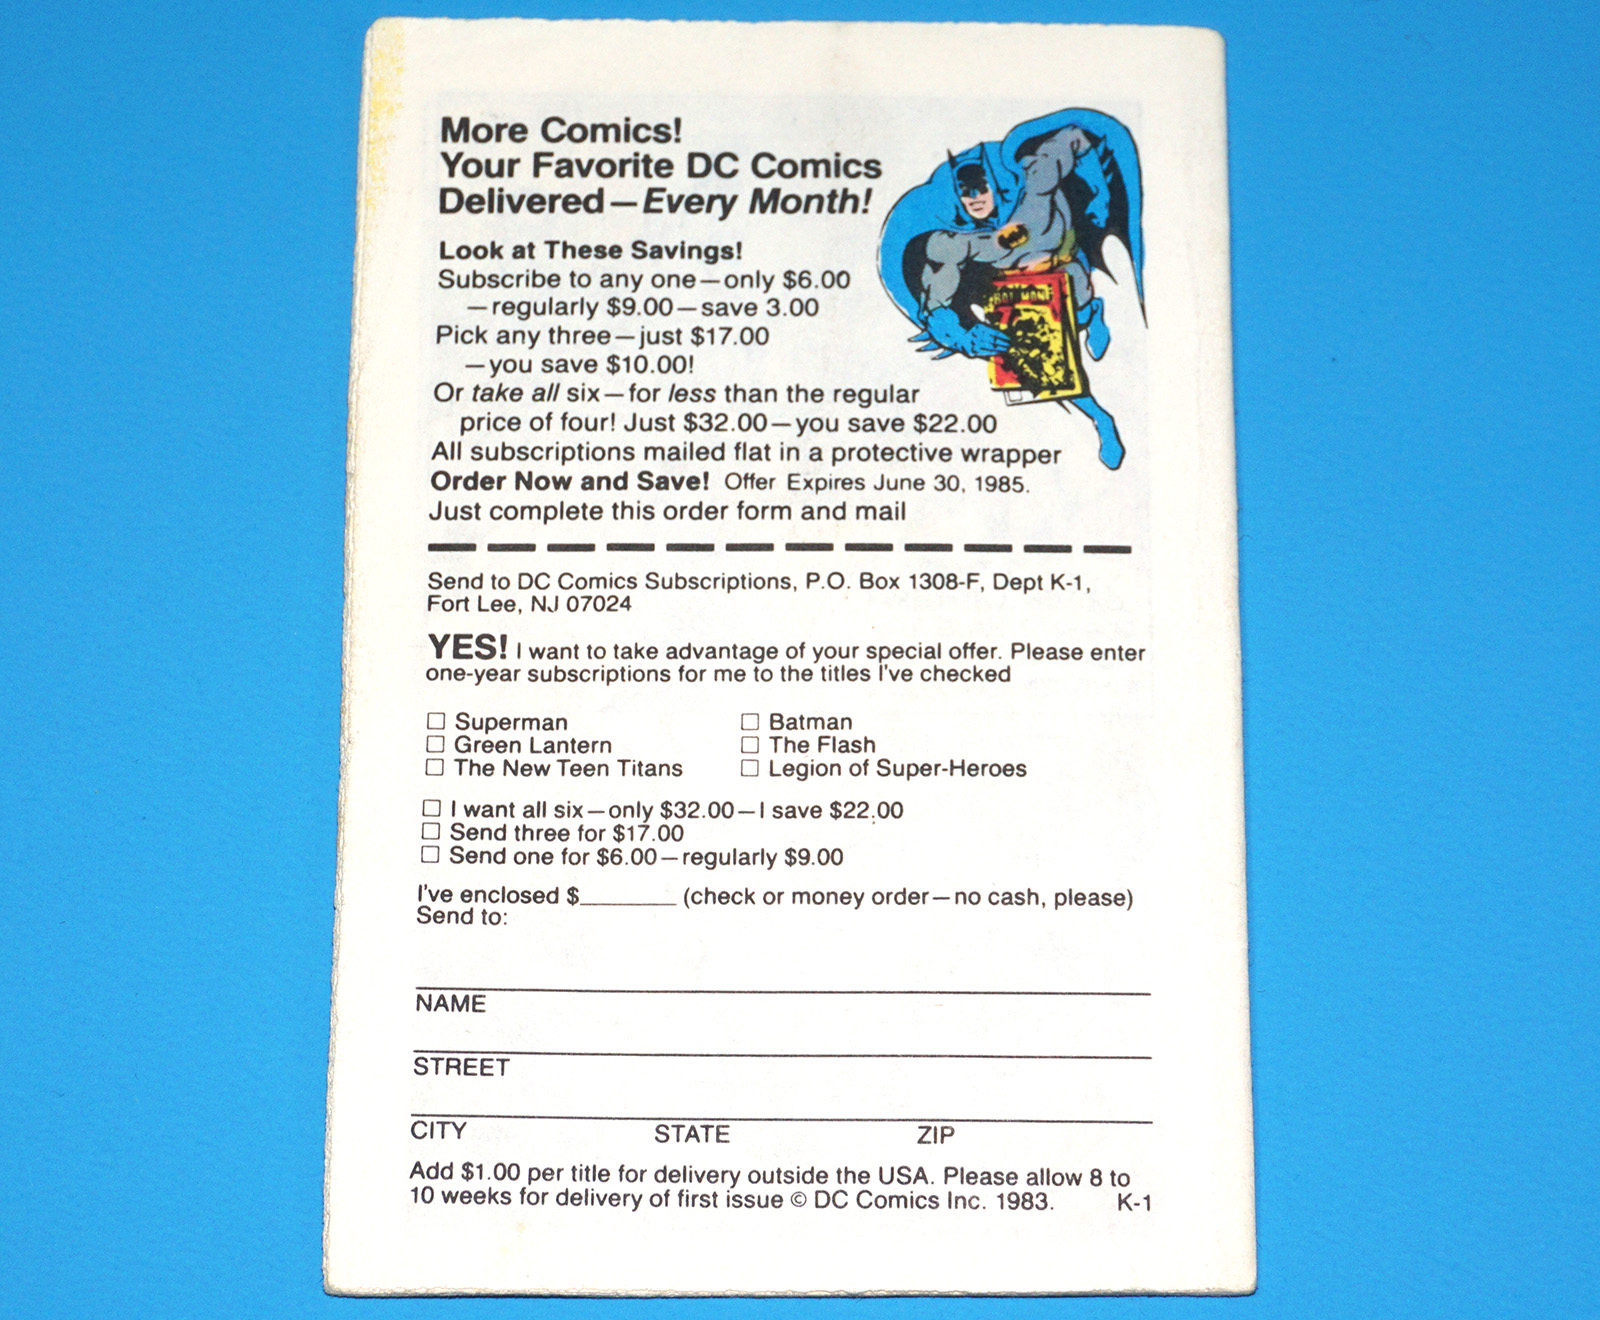 More Comics!
Your Favorite DC Comics
Delivered—Every Month!
Look at These Savings!
Subscribe to any one—only $6.00
—regularly $9.00—save 3.00
Pick any three—just $17.00
—you save $10.00!
Or take all six—for less than the regular
price of four! Just $32.00—you save $22.00
All subscriptions mailed flat in a protective wrapper
Order Now and Save! Offer Expires June 30, 1985.
Just complete this order form and mail
Send to DC Comics Subscriptions, P.O. Box 1308-F, Dept K-1,
Fort Lee, NJ 07024
YES! I want to take advantage of your special offer. Please enter
one-year subscriptions for me to the titles I've checked
☐ Superman ☐ Batman
☐ Green Lantern ☐ The Flash
☐ The New Teen Titans ☐ Legion of Super-Heroes
☐ I want all six—only $32.00—I save $22.00
☐ Send three for $17.00
☐ Send one for $6.00—regularly $9.00
I've enclosed $_______ (check or money order—no cash, please)
Send to:
NAME
STREET
CITY STATE ZIP
Add $1.00 per title for delivery outside the USA. Please allow 8 to
10 weeks for delivery of first issue © DC Comics Inc. 1983. K-1